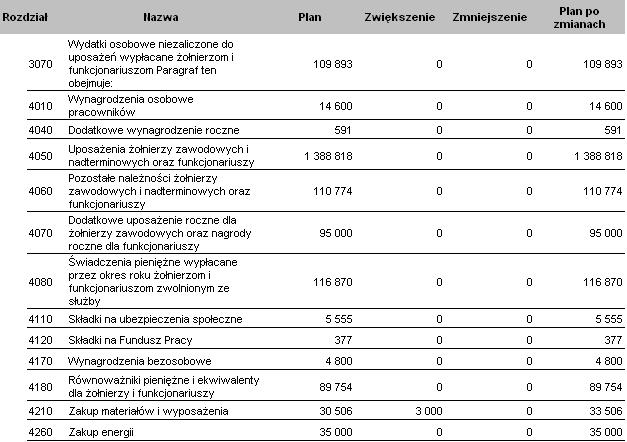 Rozdział Nazwa Plan Zwiększenie Zmniejszenie Plan po
zmianach
Wydatki osobowe niezaliczone do
uposażeń wypłacane żołnierzom i
3070 funkcjonariuszom Paragraf ten 109 893 0 0 109 893
obejmuje:
4010 Wynagrodzenia osobowe 14 600 0 0 14 600
pracowników
4040 Dodatkowe wynagrodzenie roczne 591 0 0 591
4050 Uposażenia żołnierzy zawodowych i 1 388 818 0 0 1 388 818
nadterminowych oraz funkcjonariuszy
Pozostałe należności żołnierzy
4060 zawodowych i nadterminowych oraz 110 774 0 0 110 774
funkcjonariuszy
Dodatkowe uposażenie roczne dla
4070 żołnierzy zawodowych oraz nagrody 95 000 0 0 95 000
roczne dla funkcjonariuszy
Świadczenia pieniężne wypłacane
przez okres roku żołnierzom i
4080 funkcjonariuszom zwolnionym ze 116 870 0 0 116 870
służby
4110 Składki na ubezpieczenia społeczne 5 555 0 0 5 555
4120 Składki na Fundusz Pracy 377 0 0 377
4170 Wynagrodzenia bezosobowe 4 800 0 0 4 800
4180 Równoważniki pieniężne i ekwiwalenty 89 754 0 0 89 754
dla żołnierzy i funkcjonariuszy
4210 Zakup materiałów i wyposażenia 30 506 3 000 0 33 506
4260 Zakup energii 35 000 0 0 35 000